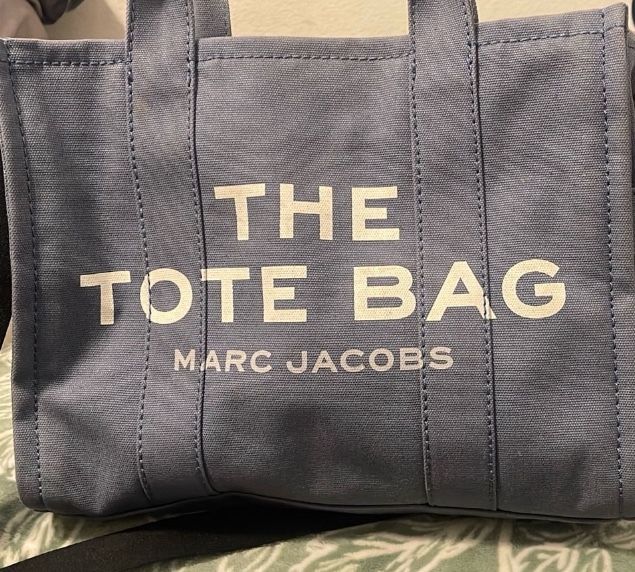 THE
TOTE BAG
MARC JACOBS